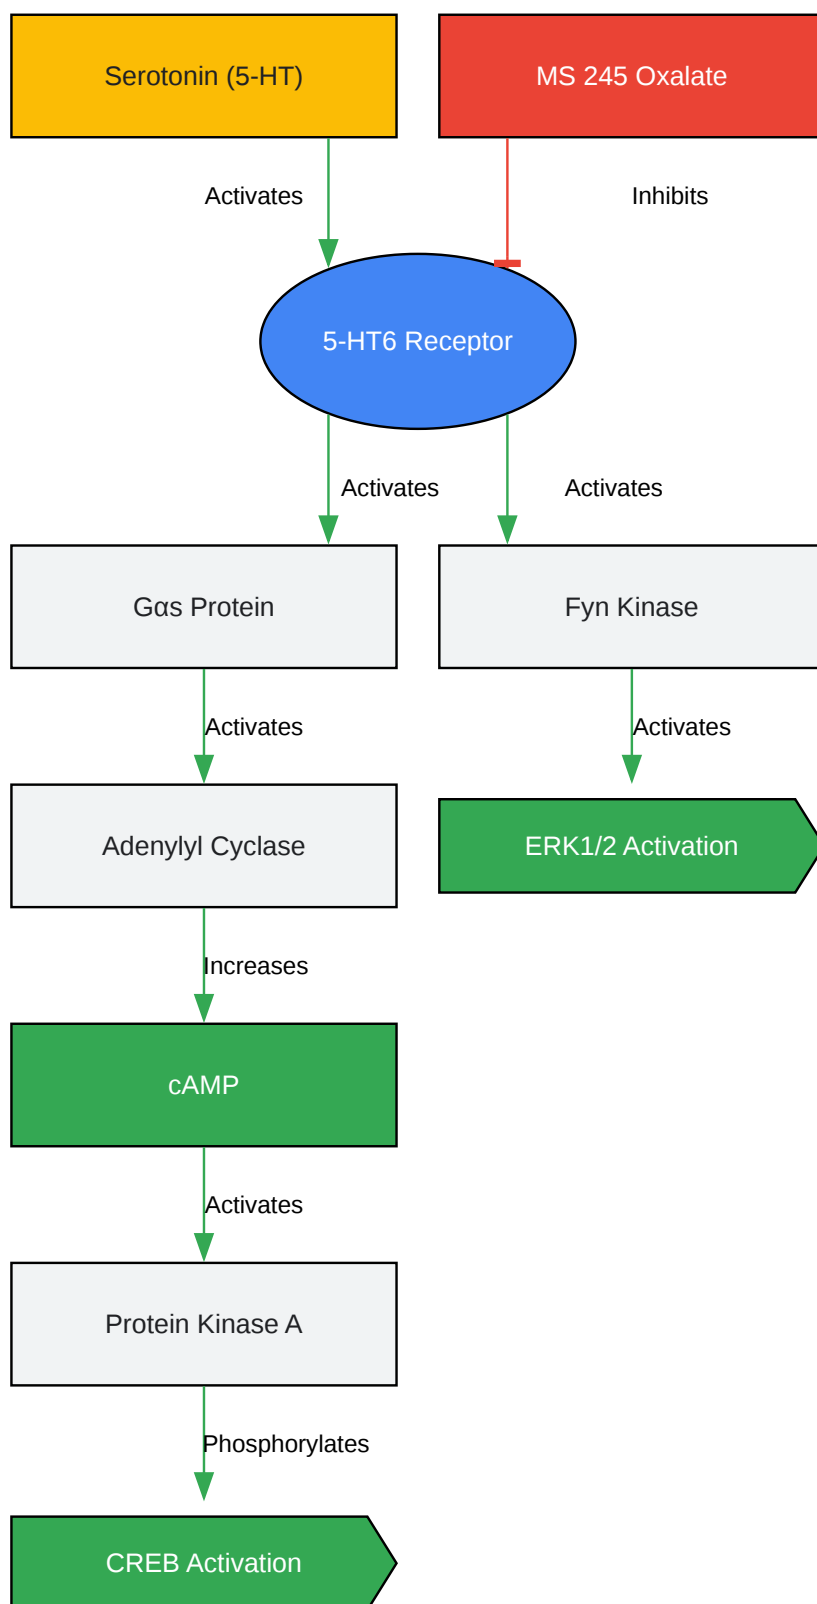 Serotonin (5-HT)
MS 245 Oxalate
Activates
Inhibits
5-HT6 Receptor
Activates
Activates
Gαs Protein
Fyn Kinase
Activates
Activates
Adenylyl Cyclase
ERK1/2 Activation
Increases
cAMP
Activates
Protein Kinase A
Phosphorylates
CREB Activation